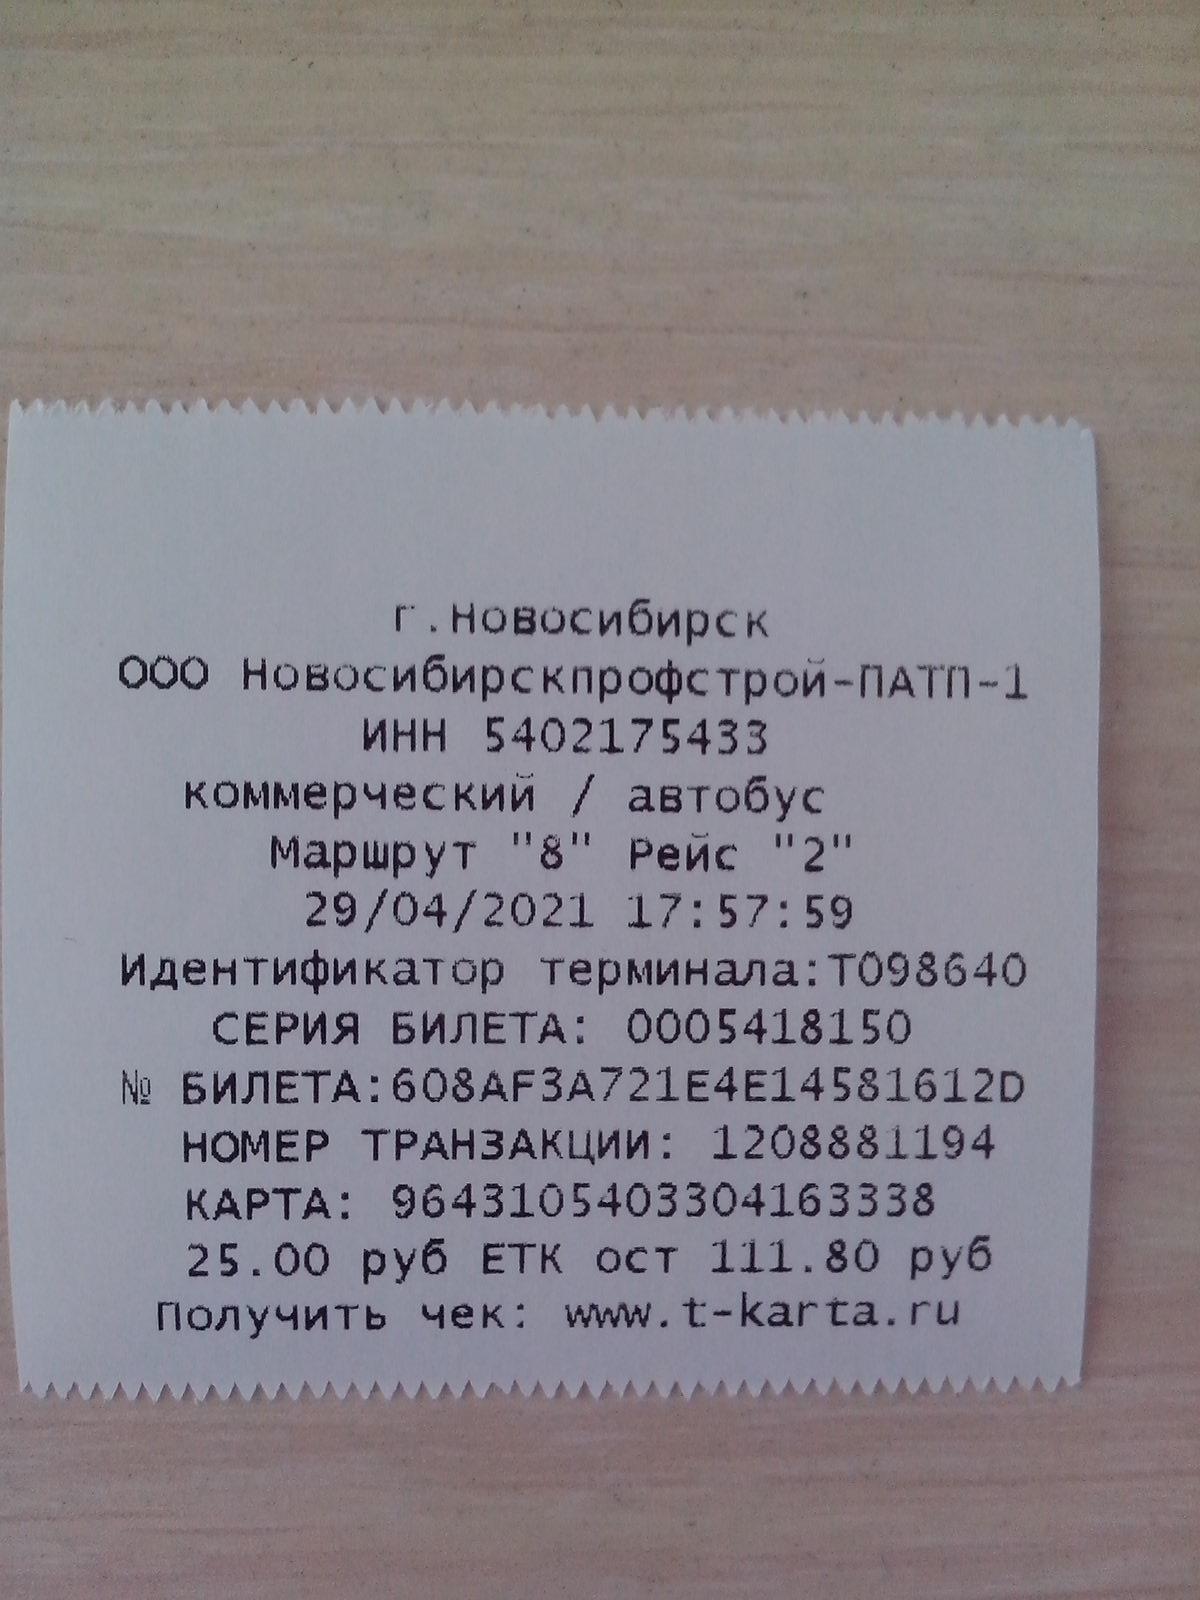 г.Новосибирск
ООО Новосибирскпрофстрой-ПАТП-1
ИНН 5402175433
коммерческий / автобус
Маршрут "8" Рейс "2"
29/04/2021 17:57:59
Идентификатор терминала:Т098640
СЕРИЯ БИЛЕТА: 0005418150
№ БИЛЕТА:608AF3A721E4E14581612D
НОМЕР ТРАНЗАКЦИИ: 1208881194
КАРТА: 9643105403304163338
25.00 руб ЕТК ост 111.80 руб
Получить чек: www.t-karta.ru